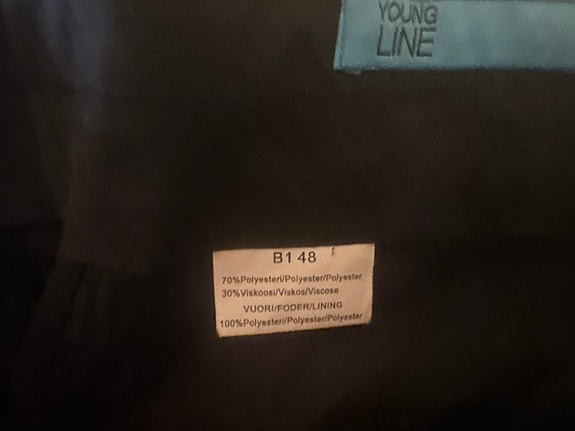 YOUNG
LINE
B1 48
70%Polyesteri/Polyester/Polyester
30%Viskoosi/Viskos/Viscose
VUORI/FODER/LINING
100%Polyesteri/Polyester/Polyester